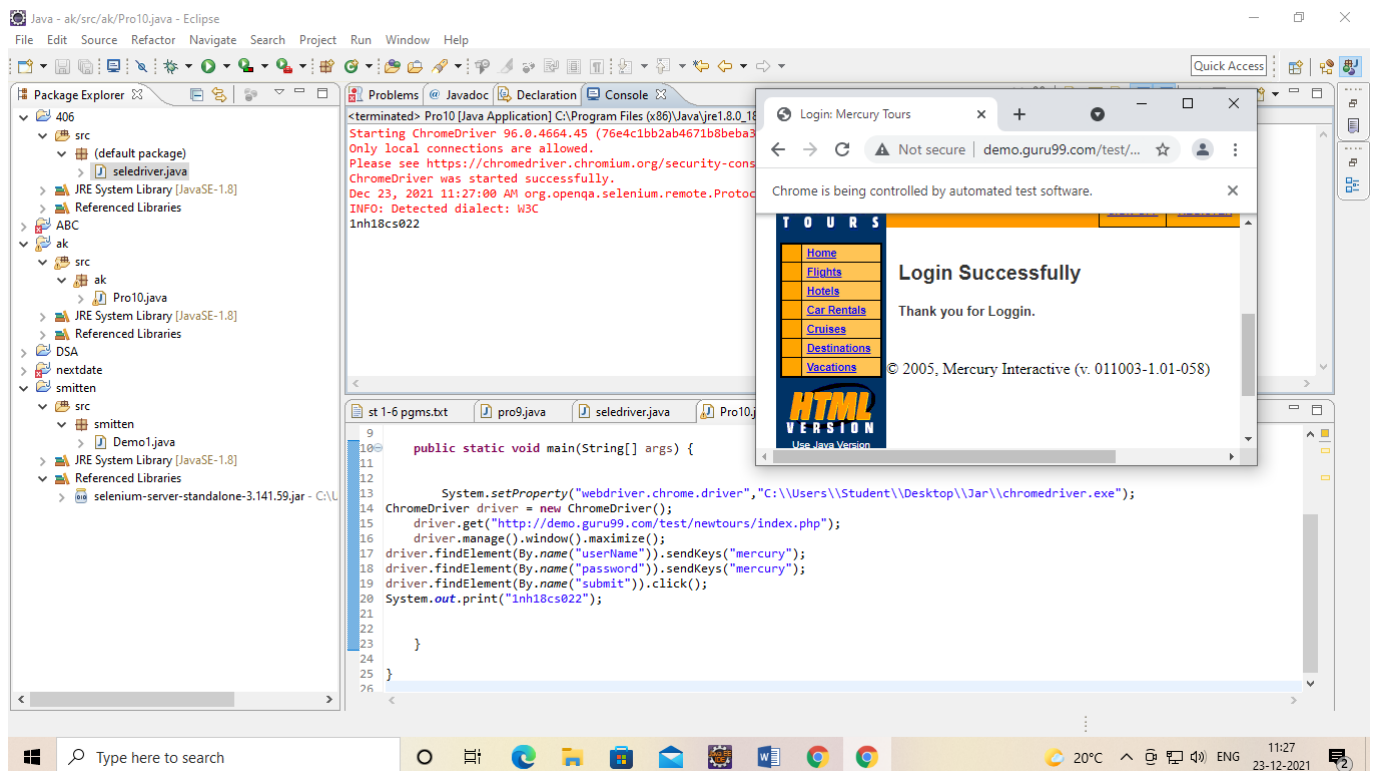 Java - ak/src/ak/Pro10.java - Eclipse
File Edit Source Refactor Navigate Search Project Run Window Help
Quick Access
Package Explorer
406
src
(default package)
seledriver.java
JRE System Library [JavaSE-1.8]
Referenced Libraries
ABC
ak
src
ak
Pro10.java
JRE System Library [JavaSE-1.8]
Referenced Libraries
DSA
nextdate
smitten
src
smitten
Demo1.java
JRE System Library [JavaSE-1.8]
Referenced Libraries
selenium-server-standalone-3.141.59.jar - C:\L
Problems @ Javadoc Declaration Console
<terminated> Pro10 [Java Application] C:\Program Files (x86)\Java\jre1.8.0_18
Starting ChromeDriver 96.0.4664.45 (76e4c1bb2ab4671b8beba3
Only local connections are allowed.
Please see https://chromedriver.chromium.org/security-cons
ChromeDriver was started successfully.
Dec 23, 2021 11:27:00 AM org.openqa.selenium.remote.Protoc
INFO: Detected dialect: W3C
1nh18cs022
Login: Mercury Tours
Not secure demo.guru99.com/test/...
Chrome is being controlled by automated test software.
TOURS
Home
Flights
Hotels
Car Rentals
Cruises
Destinations
Vacations
HTML
VERSION
Use Java Version
Login Successfully
Thank you for Loggin.
© 2005, Mercury Interactive (v. 011003-1.01-058)
st 1-6 pgms.txt pro9.java seledriver.java Pro10.j
9
10 public static void main(String[] args) {
11
12
13 System.setProperty("webdriver.chrome.driver","C:\\Users\\Student\\Desktop\\Jar\\chromedriver.exe");
14 ChromeDriver driver = new ChromeDriver();
15 driver.get("http://demo.guru99.com/test/newtours/index.php");
16 driver.manage().window().maximize();
17 driver.findElement(By.name("userName")).sendKeys("mercury");
18 driver.findElement(By.name("password")).sendKeys("mercury");
19 driver.findElement(By.name("submit")).click();
20 System.out.print("1nh18cs022");
21
22
23 }
24
25 }
26
Type here to search
20°C ENG
11:27
23-12-2021
2